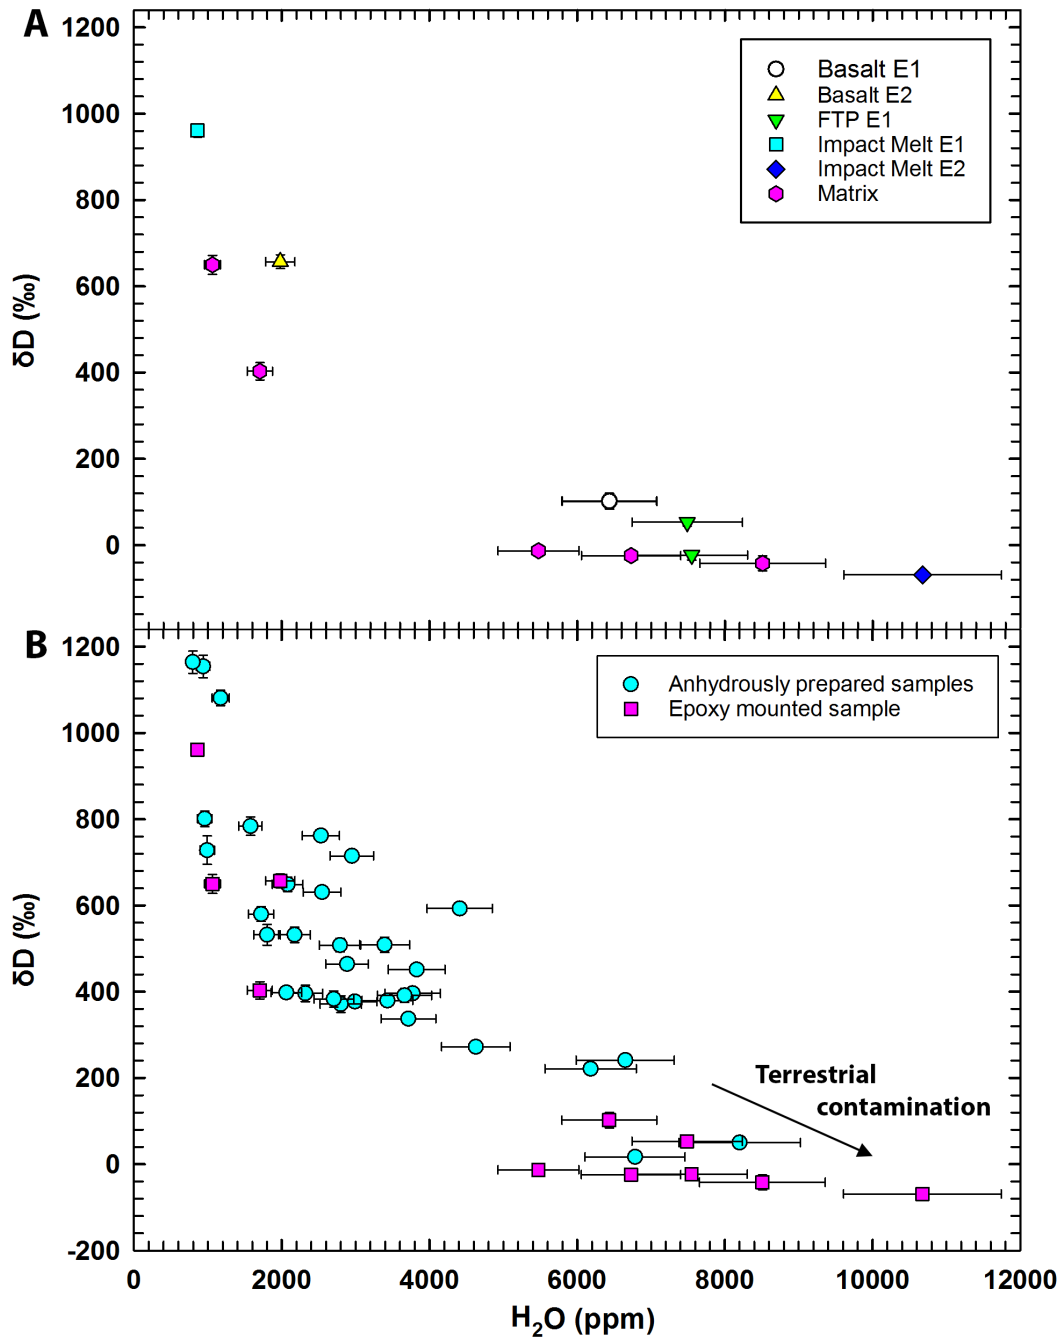 A
1200
1000
800
600
400
200
0
δD (‰)
Basalt E1
Basalt E2
FTP E1
Impact Melt E1
Impact Melt E2
Matrix
B
1200
1000
800
600
400
200
0
-200
δD (‰)
Anhydrously prepared samples
Epoxy mounted sample
Terrestrial
contamination
0 2000 4000 6000 8000 10000 12000
H₂O (ppm)